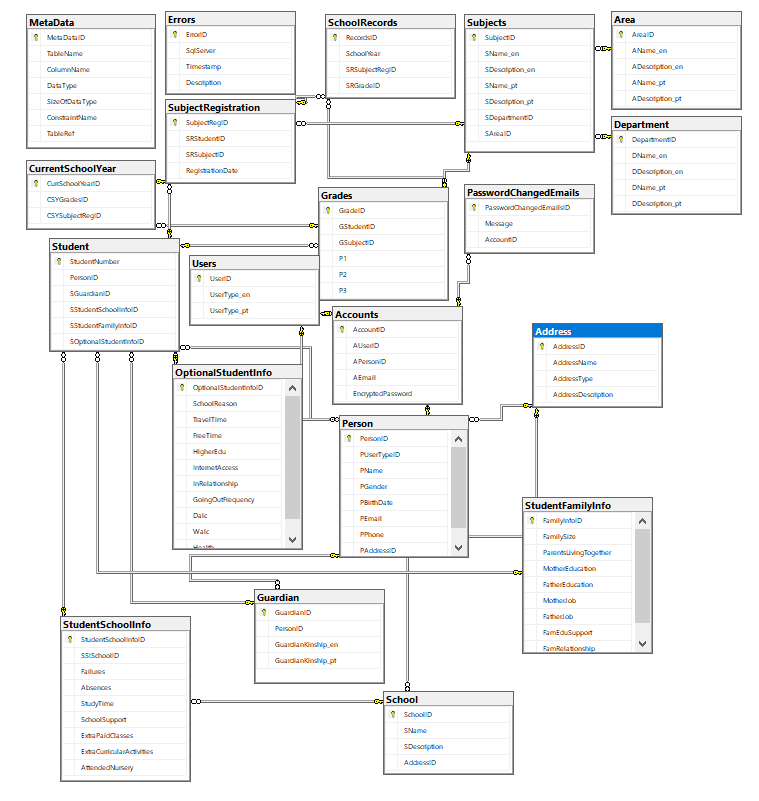 MetaData
MetaDataID
TableName
ColumnName
DataType
SizeOfDataType
ConstraintName
TableRef
Errors
ErrorID
SqlServer
Timestamp
Description
SchoolRecords
RecordsID
SchoolYear
SRSubjectRegID
SRGradeID
Subjects
SubjectID
SName_en
SDescription_en
SName_pt
SDescription_pt
SDepartmentID
SAreaID
Area
AreaID
AName_en
ADescription_en
AName_pt
ADescription_pt
SubjectRegistration
SubjectRegID
SRStudentID
SRSubjectID
RegistrationDate
Department
DepartmentID
DName_en
DDescription_en
DName_pt
DDescription_pt
CurrentSchoolYear
CurrSchoolYearID
CSYGradesID
CSYSubjectRegID
Grades
GradeID
GStudentID
GSubjectID
P1
P2
P3
PasswordChangedEmails
PasswordChangedEmailsID
Message
AccountID
Student
StudentNumber
PersonID
SGuardianID
SStudentSchoolInfoID
SStudentFamilyInfoID
SOptionalStudentInfoID
Users
UserID
UserType_en
UserType_pt
Accounts
AccountID
AUserID
APersonID
AEmail
EncryptedPassword
Address
AddressID
AddressName
AddressType
AddressDescription
OptionalStudentInfo
OptionalStudentInfoID
SchoolReason
TravelTime
FreeTime
HigherEdu
InternetAccess
InRelationship
GoingOutFrequency
Dalc
Walc
Health
Person
PersonID
PUserTypeID
PName
PGender
PBirthDate
PEmail
PPhone
PAddressID
StudentFamilyInfo
FamilyInfoID
FamilySize
ParentsLivingTogether
MotherEducation
FatherEducation
MotherJob
FatherJob
FamEduSupport
FamRelationship
Guardian
GuardianID
PersonID
GuardianKinship_en
GuardianKinship_pt
StudentSchoolInfo
StudentSchoolInfoID
SSISchoolID
Failures
Absences
StudyTime
SchoolSupport
ExtraPaidClasses
ExtraCurricularActivities
AttendedNursery
School
SchoolID
SName
SDescription
AddressID